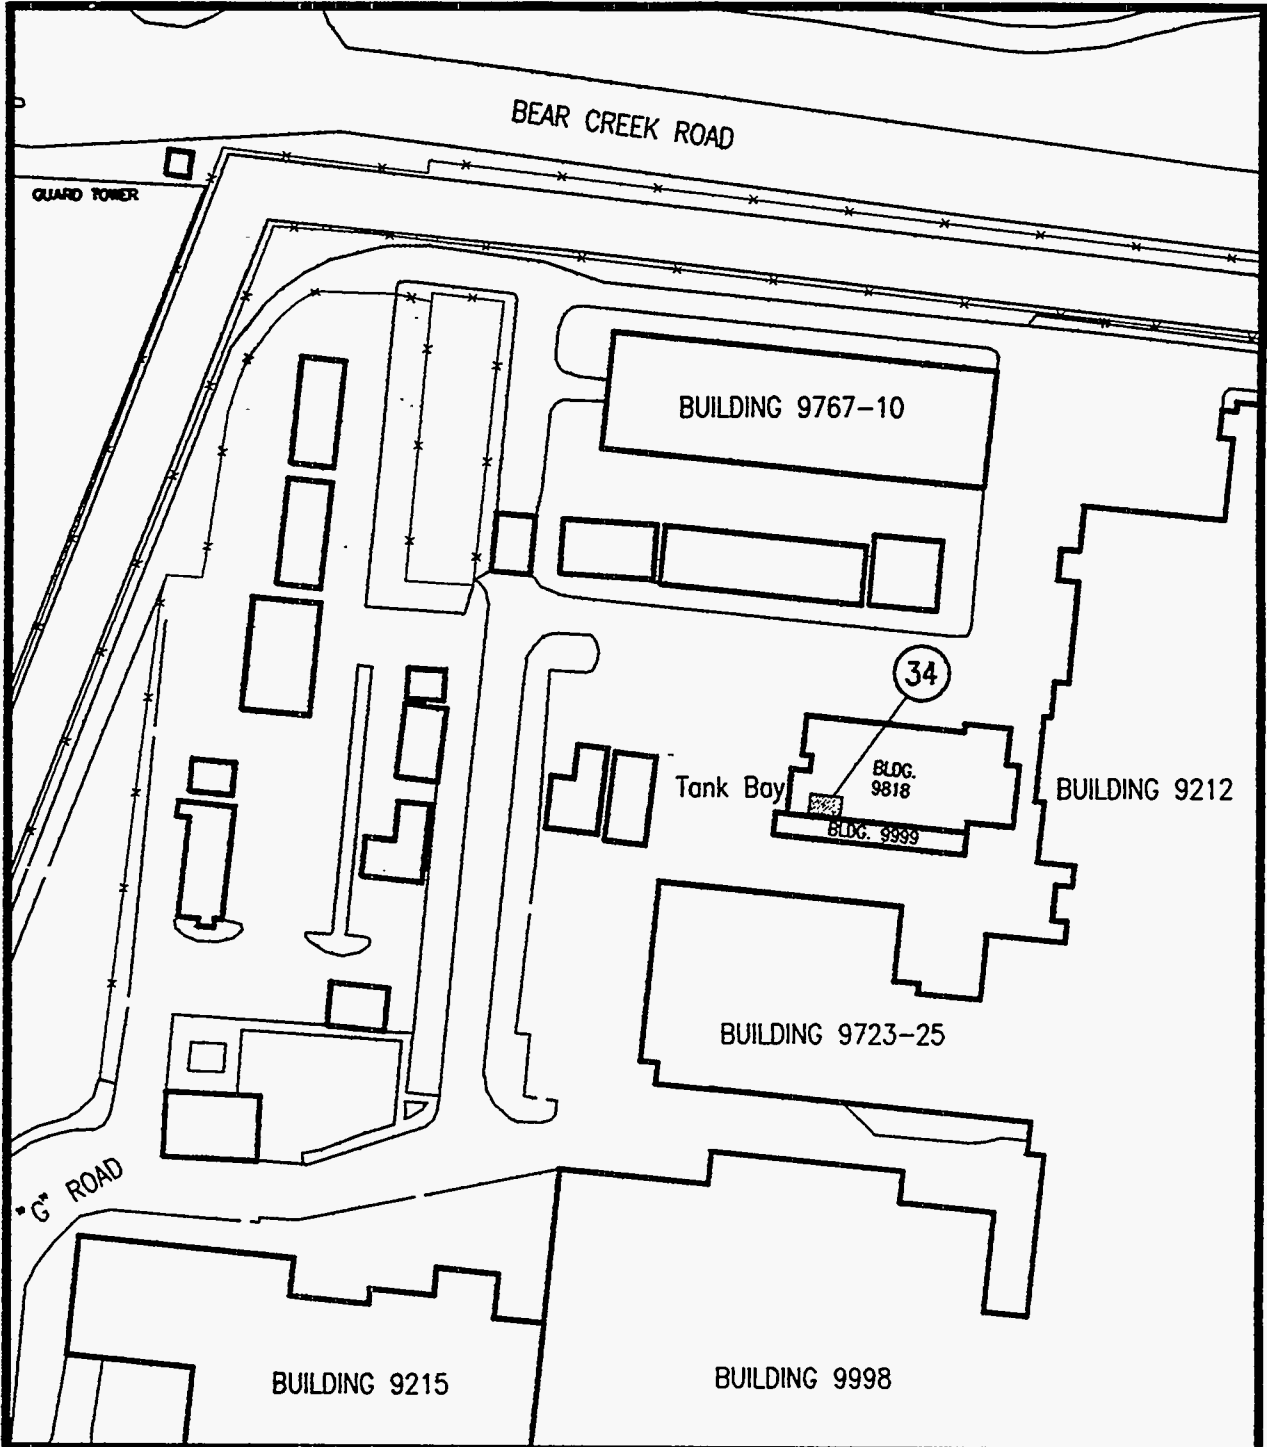 BEAR CREEK ROAD
GUARD TOWER
BUILDING 9767-10
34
Tank Bay
BLDG.
9818
BUILDING 9212
BLDG. 9999
BUILDING 9723-25
"G" ROAD
BUILDING 9215
BUILDING 9998